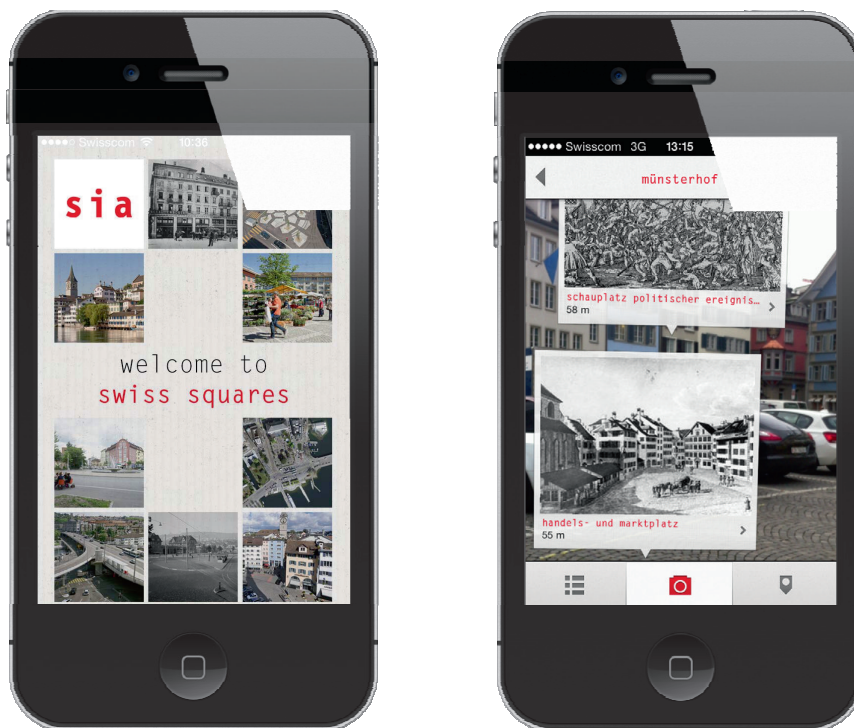 Swisscom 10:36
sia
welcome to
swiss squares
Swisscom 3G 13:15
münsterhof
schauplatz politischer ereignis…
58 m
handels- und marktplatz
55 m